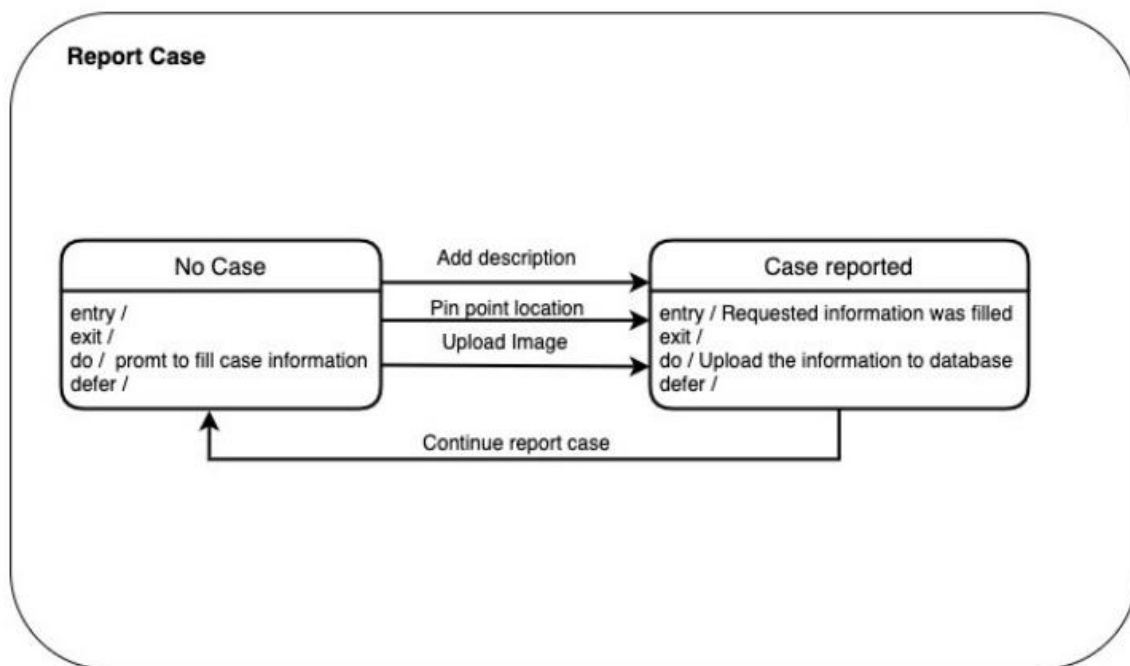 Report Case
No Case
entry /
exit /
do / promt to fill case information
defer /
Add description
Pin point location
Upload Image
Case reported
entry / Requested information was filled
exit /
do / Upload the information to database
defer /
Continue report case